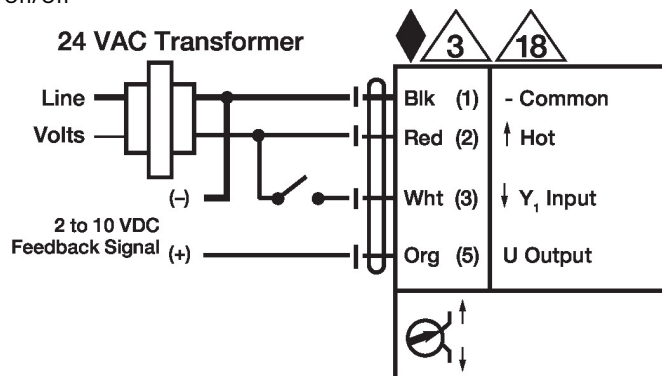 On/Off
24 VAC Transformer
3 18
Line
Volts
Blk (1) - Common
Red (2) Hot
(–)
Wht (3) Y1 Input
2 to 10 VDC
Feedback Signal (+)
Org (5) U Output